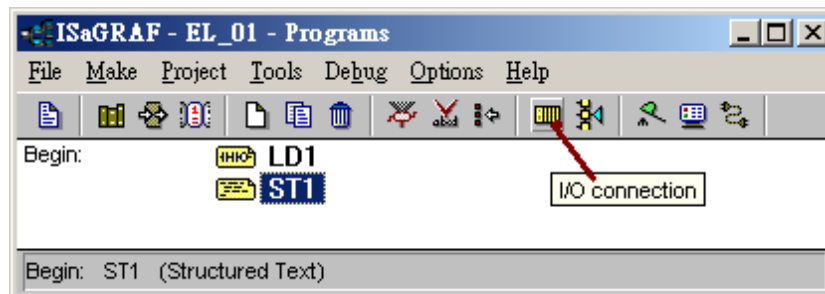 ISaGRAF - EL_01 - Programs
File Make Project Tools Debug Options Help
Begin: LD1
ST1
I/O connection
Begin: ST1 (Structured Text)